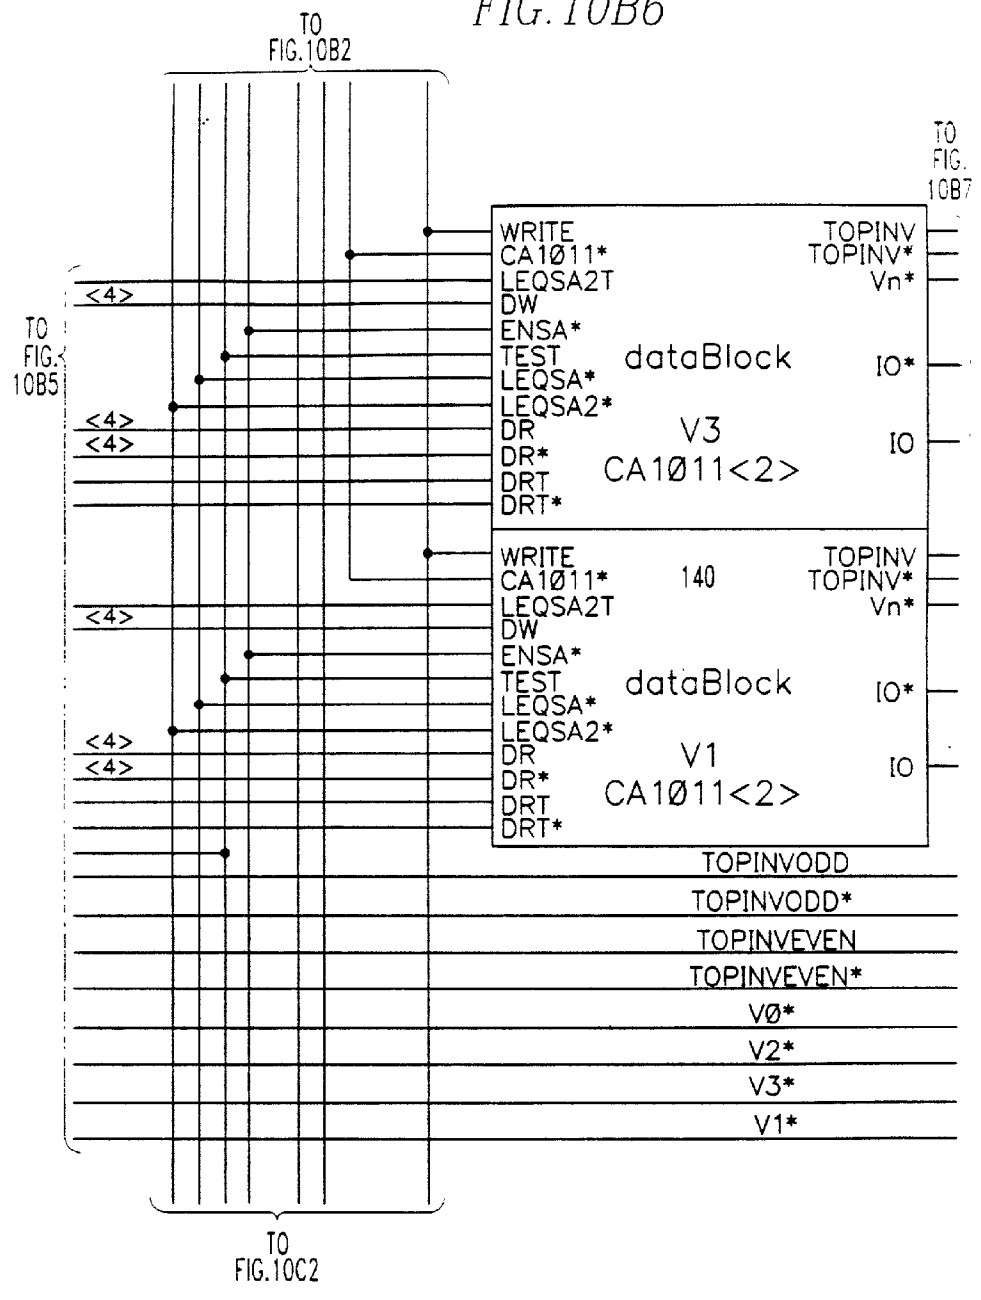 FIG. 10B6
TO
FIG.10B2
TO
FIG.
10B7
TO
FIG.
10B5
<4>
<4>
<4>
WRITE
CA1Ø11*
LEQSA2T
DW
ENSA*
TEST
LEQSA*
LEQSA2*
DR
DR*
DRT
DRT*
dataBlock
V3
CA1Ø11<2>
TOPINV
TOPINV*
Vn*
IO*
IO
<4>
<4>
<4>
WRITE
CA1Ø11*
LEQSA2T
DW
ENSA*
TEST
LEQSA*
LEQSA2*
DR
DR*
DRT
DRT*
140
dataBlock
V1
CA1Ø11<2>
TOPINV
TOPINV*
Vn*
IO*
IO
TOPINVODD
TOPINVODD*
TOPINVEVEN
TOPINVEVEN*
VØ*
V2*
V3*
V1*
TO
FIG.10C2